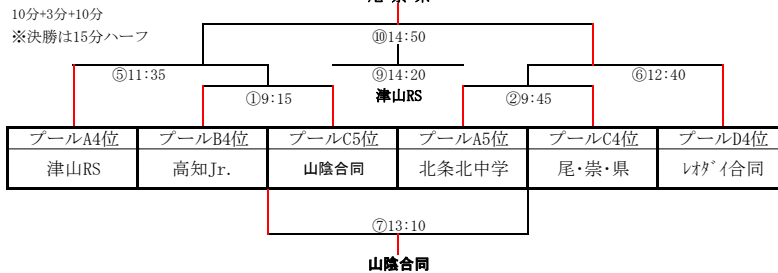 尾・崇・県
10分+3分+10分
※決勝は15分ハーフ
⑩14:50
⑤11:35
⑨14:20
⑥12:40
①9:15
津山RS
②9:45
プールA4位 プールB4位 プールC5位 プールA5位 プールC4位 プールD4位
津山RS 高知Jr. 山陰合同 北条北中学 尾・崇・県 ﾚｵﾀﾞｲ合同
⑦13:10
山陰合同